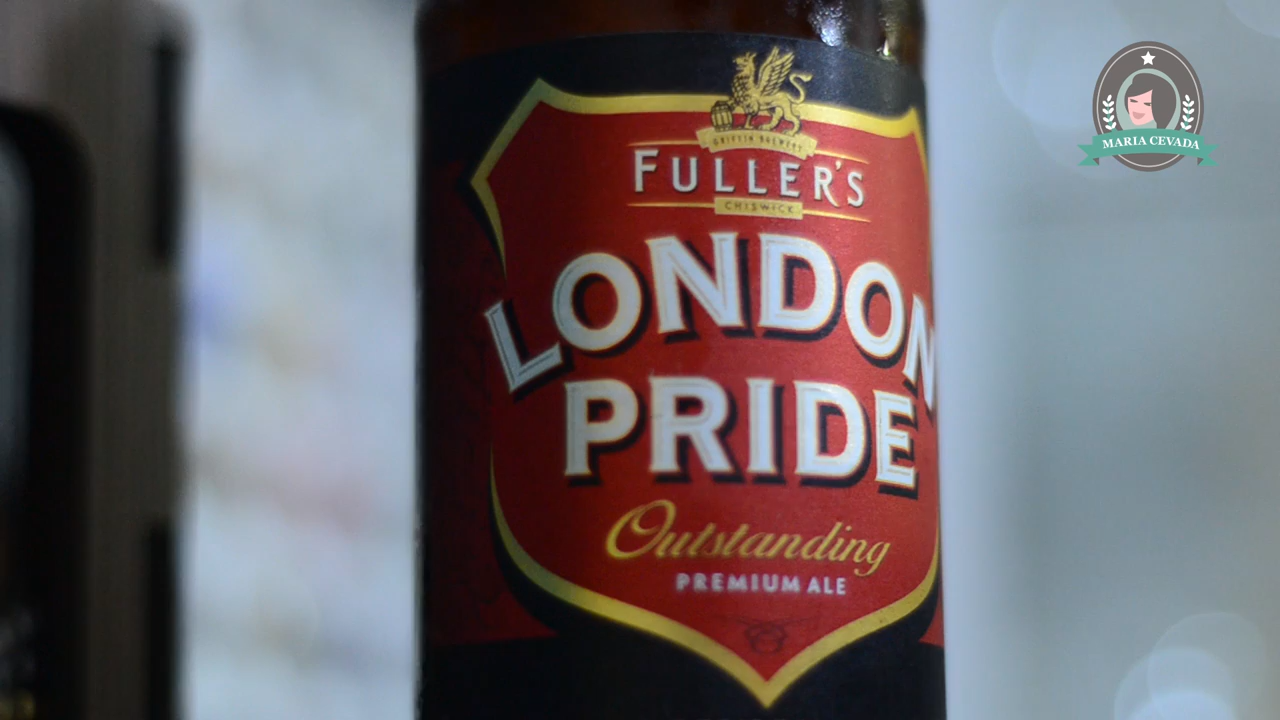 GRIFFIN BREWERY
FULLER'S
CHISWICK
LONDON
PRIDE
Outstanding
PREMIUM ALE
MARIA CEVADA